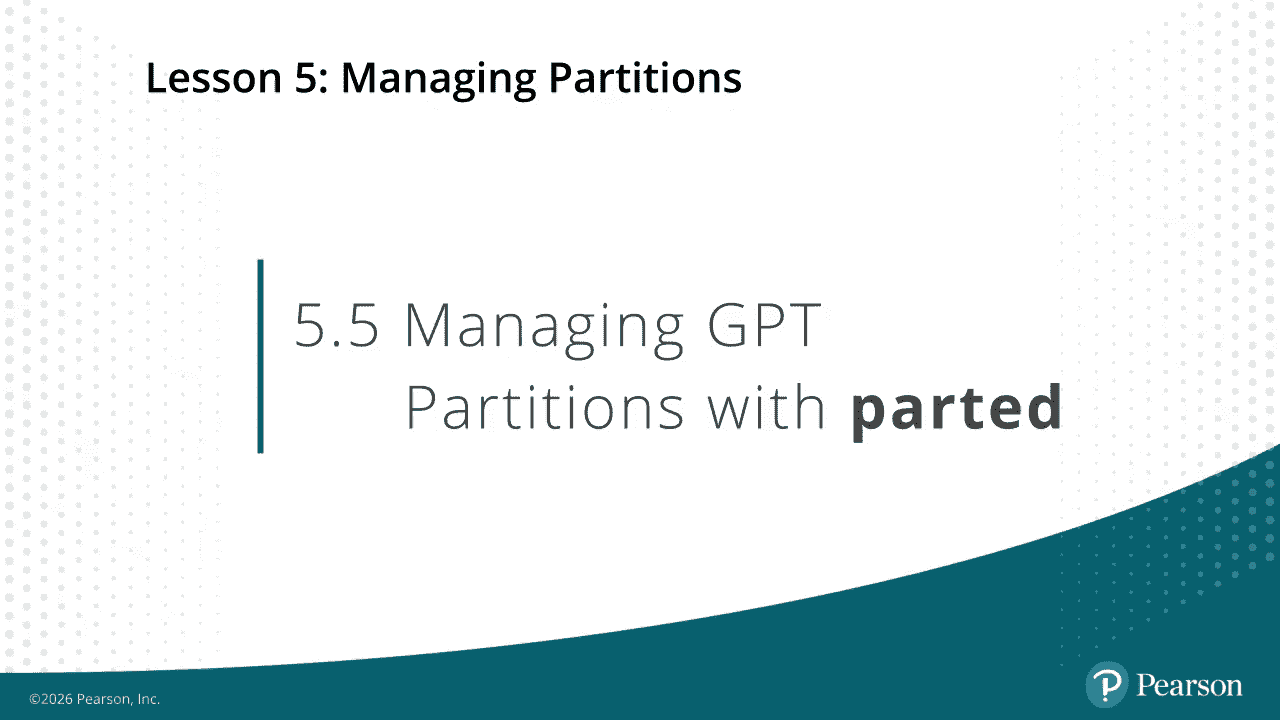 Lesson 5: Managing Partitions
5.5 Managing GPT
Partitions with parted
©2026 Pearson, Inc.
Pearson